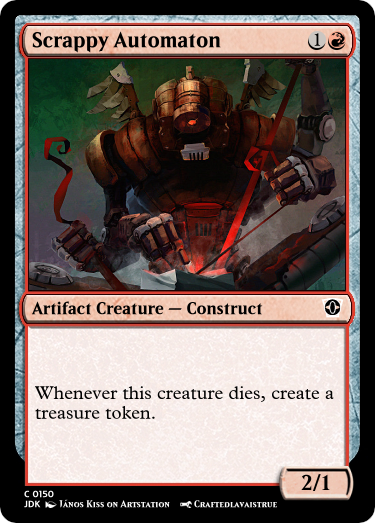 Scrappy Automaton 1
Artifact Creature — Construct
Whenever this creature dies, create a
treasure token.
2/1
C 0150
JDK János Kiss on Artstation Craftedlavaistrue